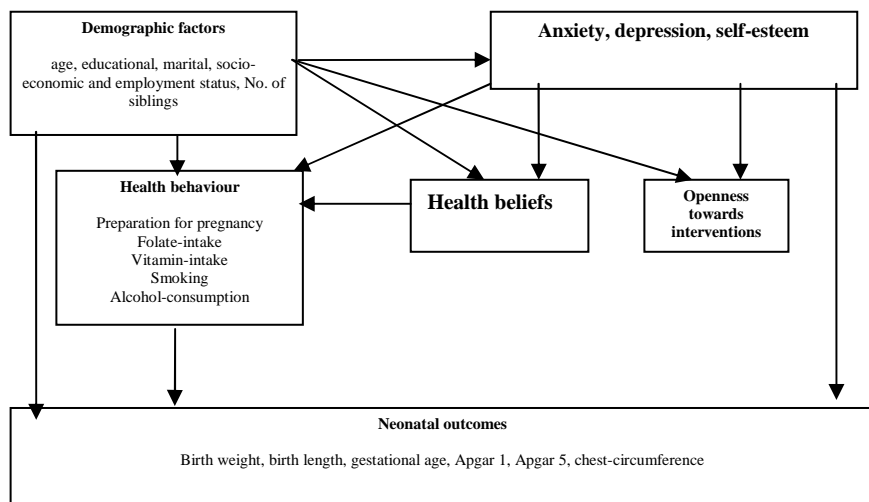 Demographic factors
age, educational, marital, socio-
economic and employment status, No. of
siblings
Anxiety, depression, self-esteem
Health behaviour
Preparation for pregnancy
Folate-intake
Vitamin-intake
Smoking
Alcohol-consumption
Health beliefs
Openness
towards
interventions
Neonatal outcomes
Birth weight, birth length, gestational age, Apgar 1, Apgar 5, chest-circumference